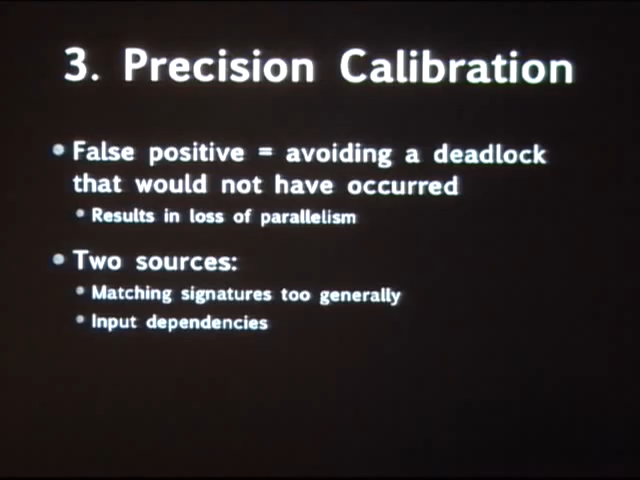 3. Precision Calibration
• False positive = avoiding a deadlock
that would not have occurred
• Results in loss of parallelism
• Two sources:
• Matching signatures too generally
• Input dependencies